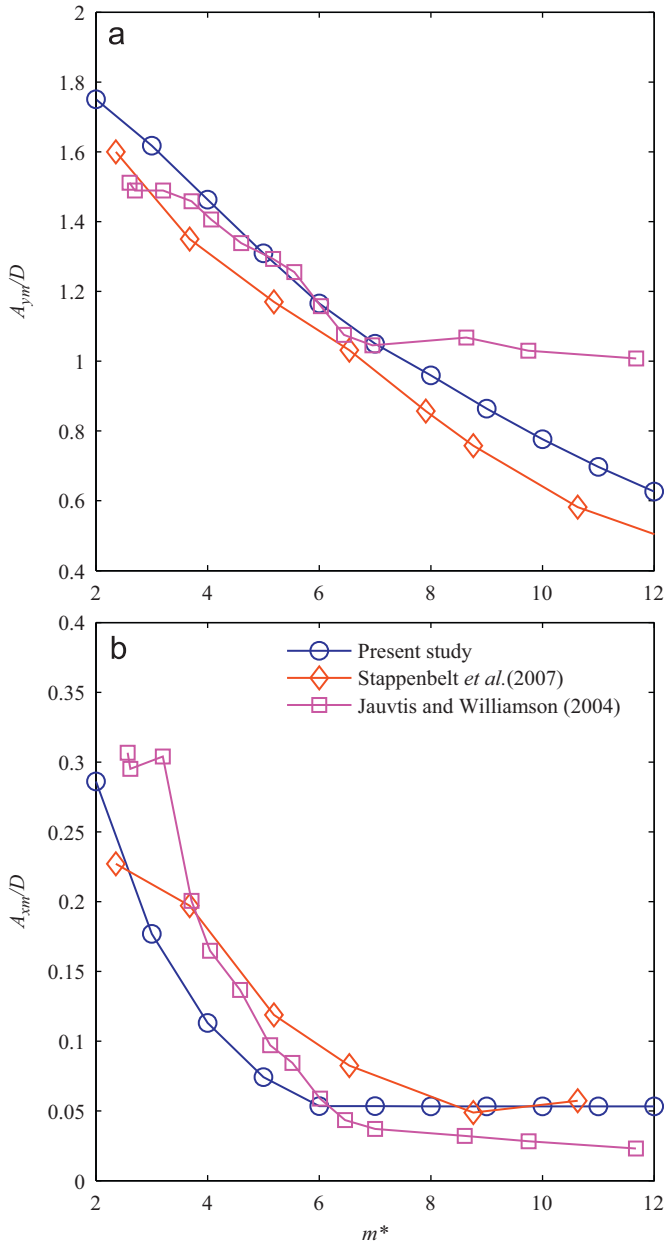 a
2
1.8
1.6
1.4
1.2
1
0.8
0.6
0.4
A_ym/D
2 4 6 8 10 12
b
0.4
0.35
0.3
0.25
0.2
0.15
0.1
0.05
0
A_xm/D
Present study
Stappenbelt et al.(2007)
Jauvtis and Williamson (2004)
2 4 6 8 10 12
m*